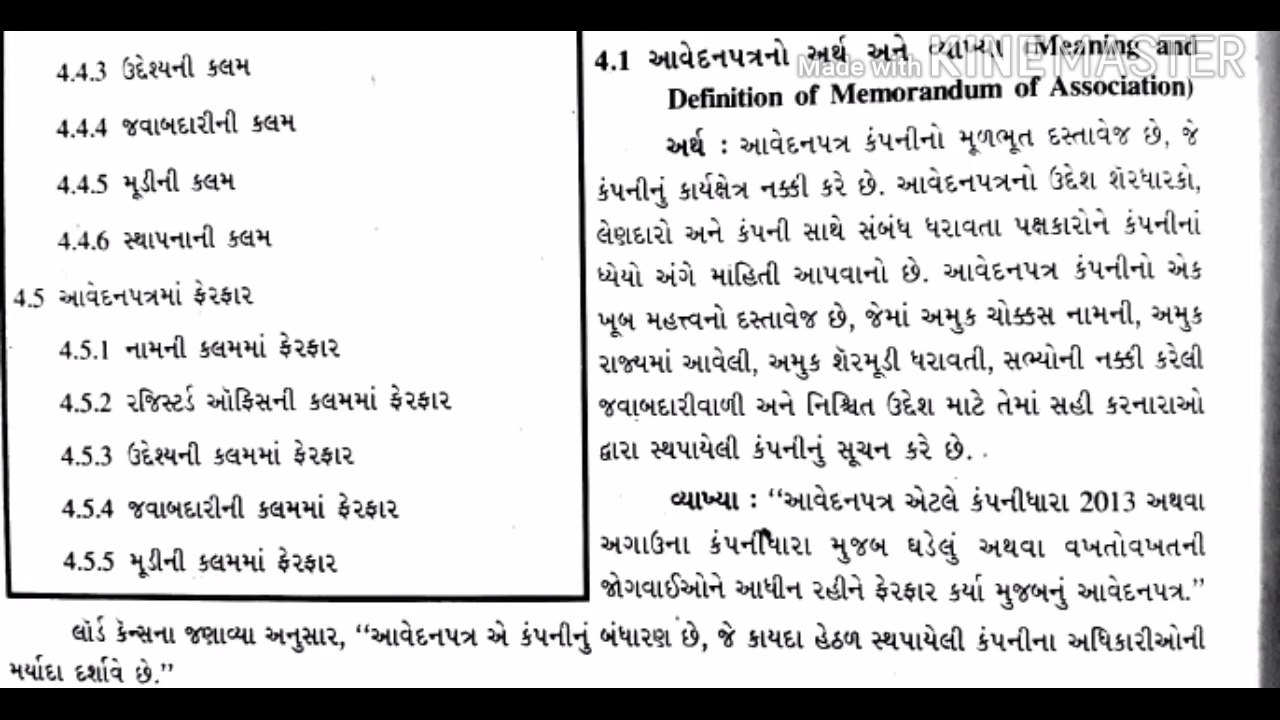 4.4.3 ઉદ્દેશ્યની કલમ
4.4.4 જવાબદારીની કલમ
4.4.5 મૂડીની કલમ
4.4.6 સ્થાપનાની કલમ
4.5 આવેદનપત્રમાં ફેરફાર
4.5.1 નામની કલમમાં ફેરફાર
4.5.2 રજિસ્ટર્ડ ઑફિસની કલમમાં ફેરફાર
4.5.3 ઉદ્દેશ્યની કલમમાં ફેરફાર
4.5.4 જવાબદારીની કલમમાં ફેરફાર
4.5.5 મૂડીની કલમમાં ફેરફાર
4.1 આવેદનપત્રનો અર્થ અને વ્યાખ્યા (Meaning and
Made with KINEMASTER
Definition of Memorandum of Association)
અર્થ : આવેદનપત્ર કંપનીનો મૂળભૂત દસ્તાવેજ છે, જે
કંપનીનું કાર્યક્ષેત્ર નક્કી કરે છે. આવેદનપત્રનો ઉદ્દેશ શૅરધારકો,
લેણદારો અને કંપની સાથે સંબંધ ધરાવતા પક્ષકારોને કંપનીનાં
ધ્યેયો અંગે માંહિતી આપવાનો છે. આવેદનપત્ર કંપનીનો એક
ખૂબ મહત્ત્વનો દસ્તાવેજ છે, જેમાં અમુક ચોક્કસ નામની, અમુક
રાજ્યમાં આવેલી, અમુક શૅરમૂડી ધરાવતી, સભ્યોની નક્કી કરેલી
જવાબદારીવાળી અને નિશ્ચિત ઉદ્દેશ માટે તેમાં સહી કરનારાઓ
દ્વારા સ્થપાયેલી કંપનીનું સૂચન કરે છે.
વ્યાખ્યા : “આવેદનપત્ર એટલે કંપનીધારા 2013 અથવા
અગાઉના કંપનીધારા મુજબ ઘડેલું અથવા વખતોવખતની
જોગવાઈઓને આધીન રહીને ફેરફાર કર્યા મુજબનું આવેદનપત્ર.”
લૉર્ડ કેન્સના જણાવ્યા અનુસાર, “આવેદનપત્ર એ કંપનીનું બંધારણ છે, જે કાયદા હેઠળ સ્થપાયેલી કંપનીના અધિકારીઓની
મર્યાદા દર્શાવે છે.”